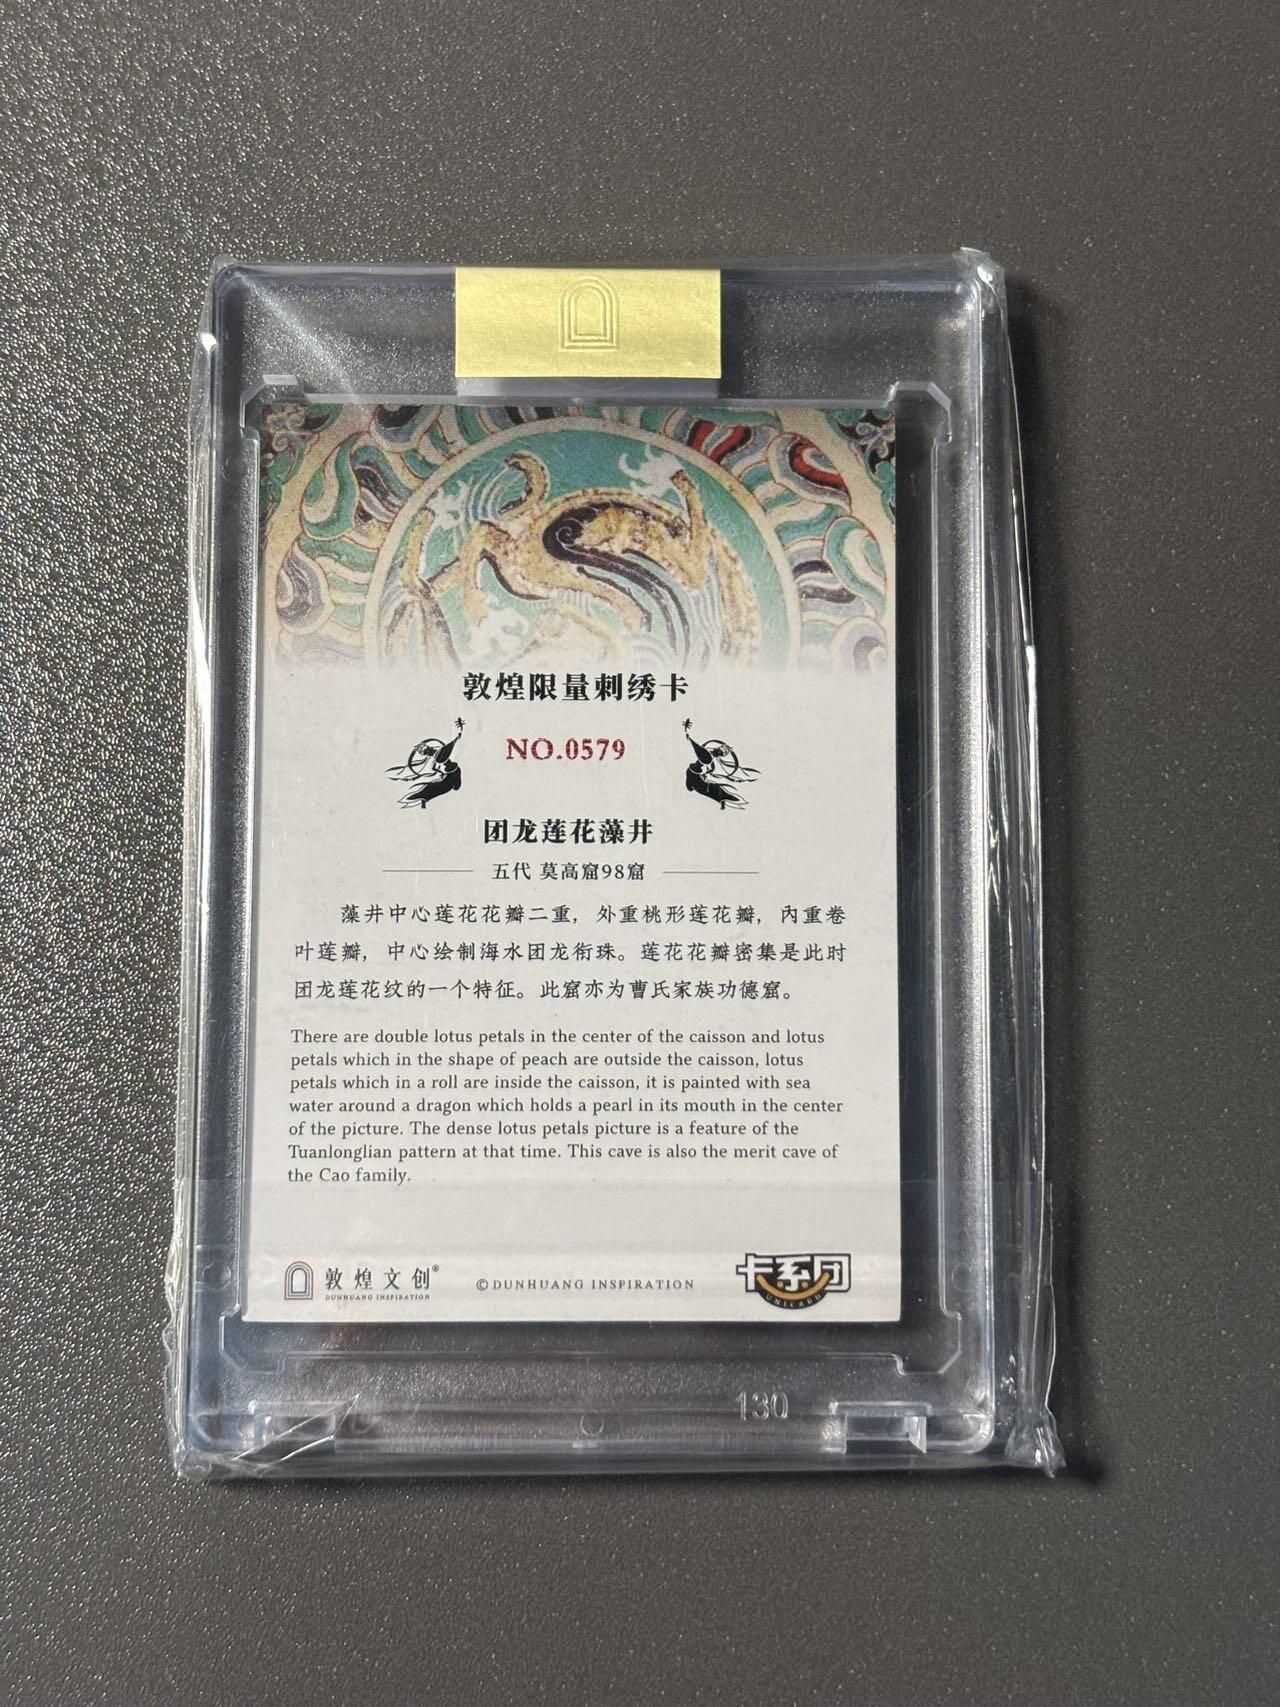 敦煌限量刺绣卡
NO.0579
团龙莲花藻井
五代 莫高窟98窟
藻井中心莲花花瓣二重，外重桃形莲花瓣，内重卷
叶莲瓣，中心绘制海水团龙衔珠。莲花花瓣密集是此时
团龙莲花纹的一个特征。此窟亦为曹氏家族功德窟。
There are double lotus petals in the center of the caisson and lotus
petals which in the shape of peach are outside the caisson, lotus
petals which in a roll are inside the caisson, it is painted with sea
water around a dragon which holds a pearl in its mouth in the center
of the picture. The dense lotus petals picture is a feature of the
Tuanlonglian pattern at that time. This cave is also the merit cave of
the Cao family.
敦煌文创®
DUNHUANG INSPIRATION
©DUNHUANG INSPIRATION
卡系团
UNICARD
130